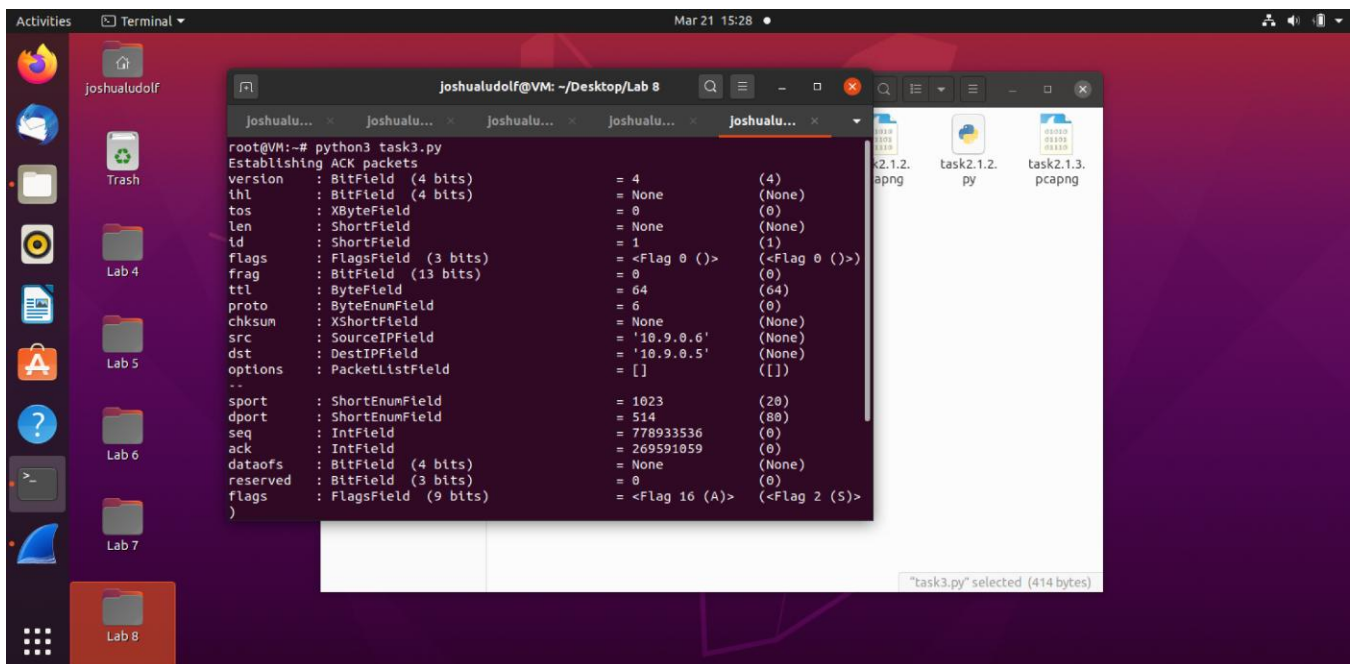 Activities
Terminal
Mar 21 15:28
joshualudolf
Trash
Lab 4
Lab 5
Lab 6
Lab 7
Lab 8
joshualudolf@VM: ~/Desktop/Lab 8
joshualu... × joshualu... × joshualu... × joshualu... × joshualu... ×
root@VM:~# python3 task3.py
Establishing ACK packets
version : BitField (4 bits) = 4 (4)
ihl : BitField (4 bits) = None (None)
tos : XByteField = 0 (0)
len : ShortField = None (None)
id : ShortField = 1 (1)
flags : FlagsField (3 bits) = <Flag 0 ()> (<Flag 0 ()>)
frag : BitField (13 bits) = 0 (0)
ttl : ByteField = 64 (64)
proto : ByteEnumField = 6 (0)
chksum : XShortField = None (None)
src : SourceIPField = '10.9.0.6' (None)
dst : DestIPField = '10.9.0.5' (None)
options : PacketListField = [] ([])
--
sport : ShortEnumField = 1023 (20)
dport : ShortEnumField = 514 (80)
seq : IntField = 778933536 (0)
ack : IntField = 269591059 (0)
dataofs : BitField (4 bits) = None (None)
reserved : BitField (3 bits) = 0 (0)
flags : FlagsField (9 bits) = <Flag 16 (A)> (<Flag 2 (S)>
)
k2.1.2.
apng
task2.1.2.
py
task2.1.3.
pcapng
"task3.py" selected (414 bytes)